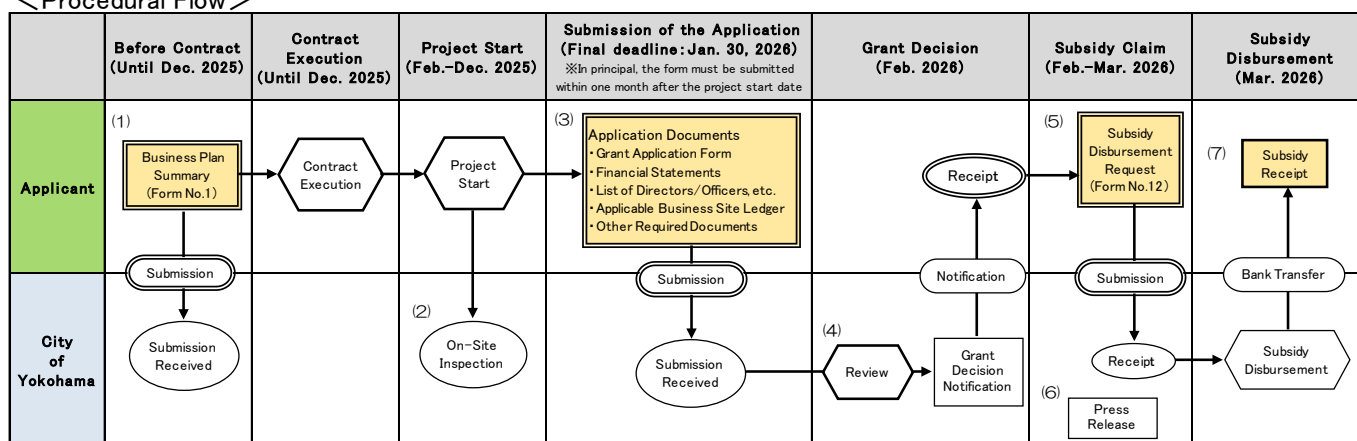 <Procedural Flow>
Before Contract
(Until Dec. 2025)
Contract
Execution
(Until Dec. 2025)
Project Start
(Feb.-Dec. 2025)
Submission of the Application
(Final deadline:Jan. 30, 2026)
※In principal, the form must be submitted
within one month after the project start date
Grant Decision
(Feb. 2026)
Subsidy Claim
(Feb.-Mar. 2026)
Subsidy
Disbursement
(Mar. 2026)
Applicant
(1)
Business Plan
Summary
(Form No.1)
Contract
Execution
Project
Start
(3)
Application Documents
・Grant Application Form
・Financial Statements
・List of Directors/Officers, etc.
・Applicable Business Site Ledger
・Other Required Documents
Receipt
(5)
Subsidy
Disbursement
Request
(Form No.12)
(7)
Subsidy
Receipt
Submission
Submission
Notification
Submission
Bank Transfer
City
of
Yokohama
Submission
Received
(2)
On-Site
Inspection
Submission
Received
(4)
Review
Grant
Decision
Notification
Receipt
Subsidy
Disbursement
(6)
Press
Release